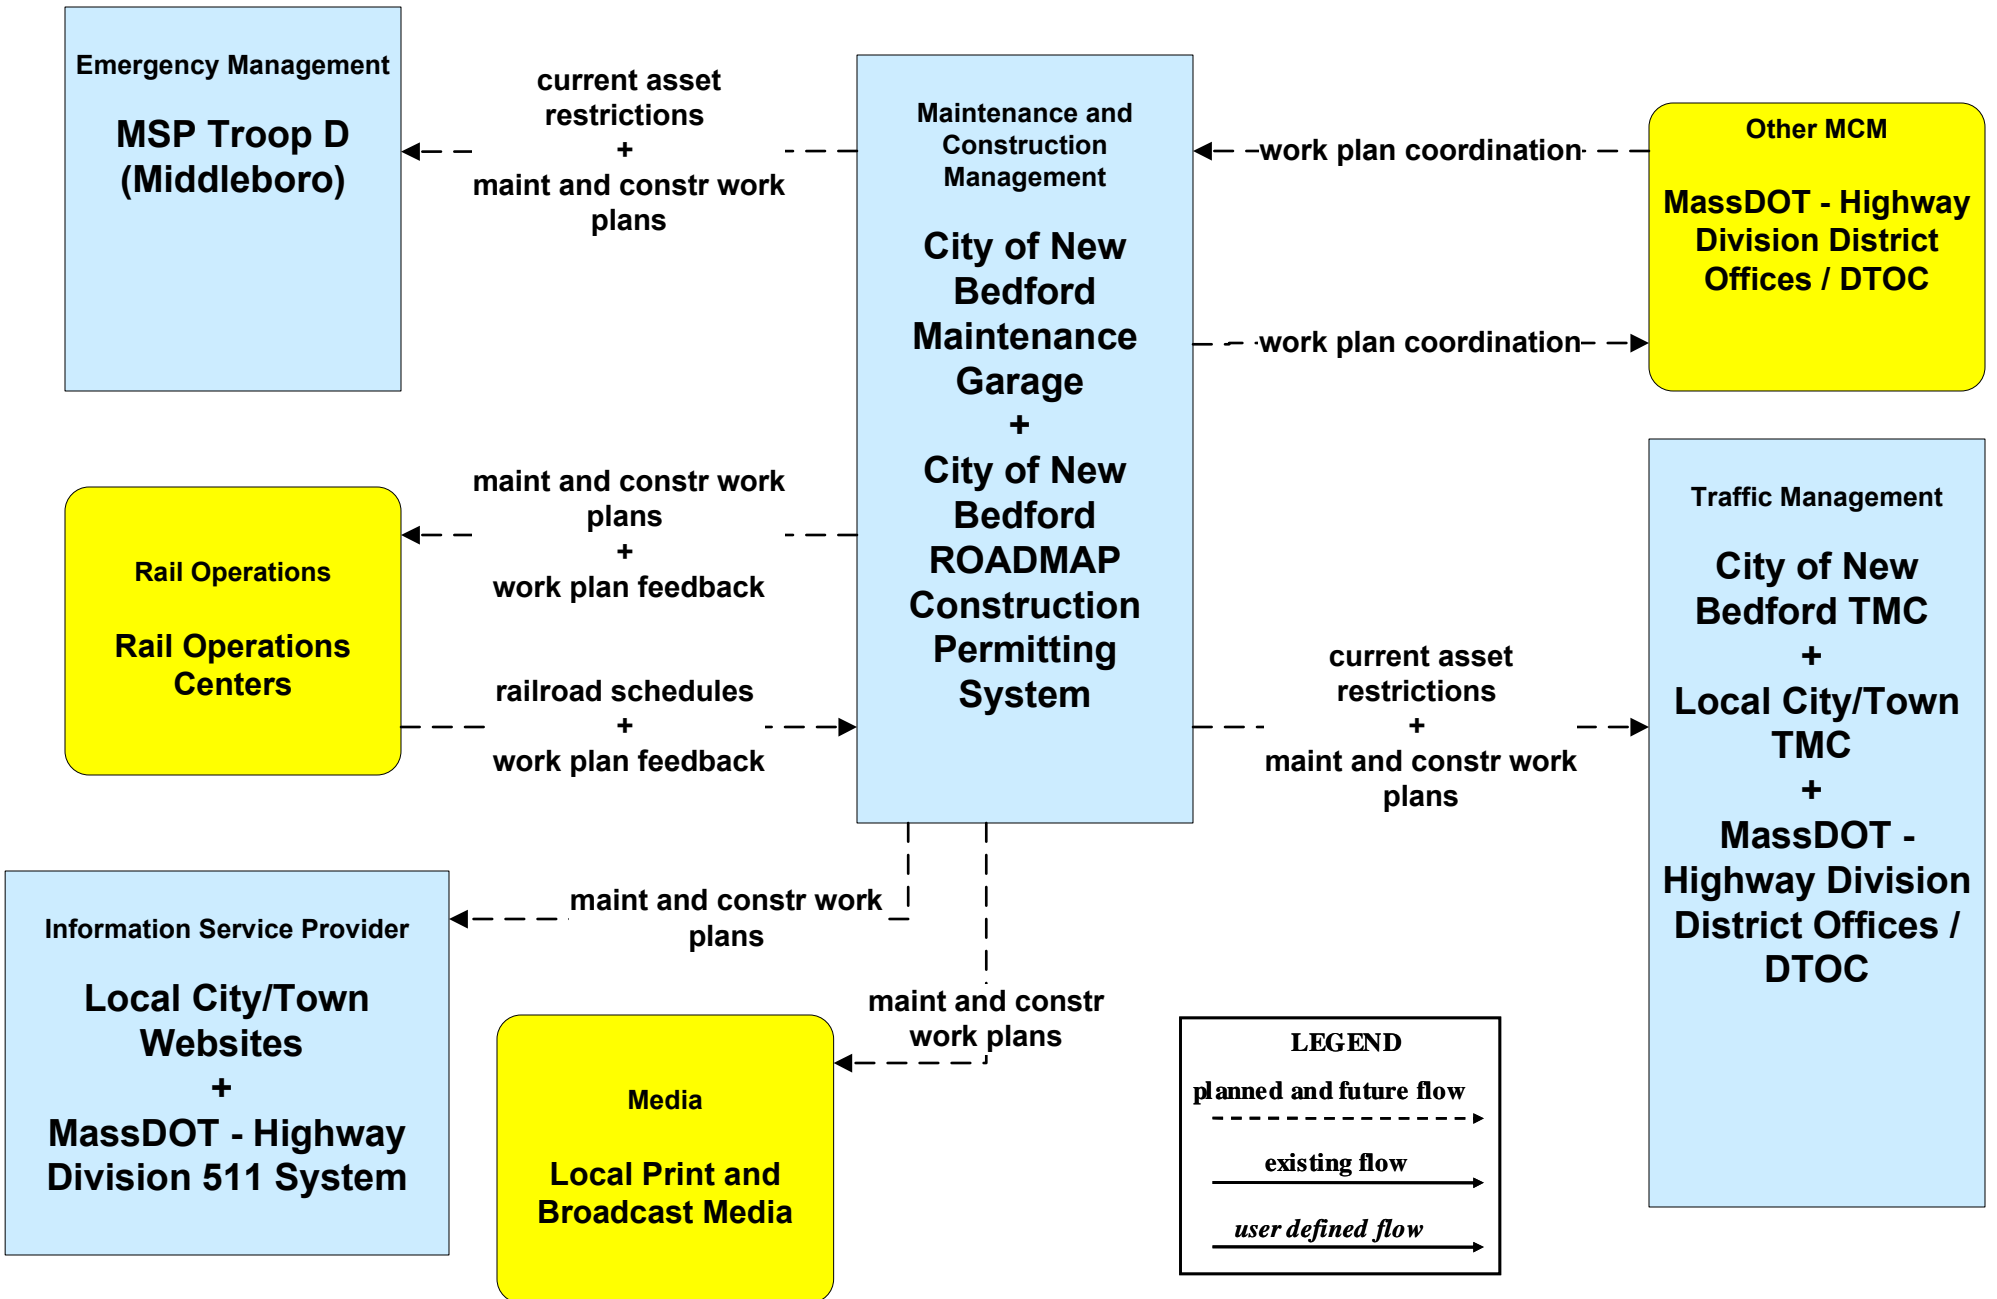 Emergency Management
MSP Troop D
(Middleboro)
current asset
restrictions
+
maint and constr work
plans
Maintenance and
Construction
Management
City of New
Bedford
Maintenance
Garage
+
City of New
Bedford
ROADMAP
Construction
Permitting
System
work plan coordination
work plan coordination
Other MCM
MassDOT - Highway
Division District
Offices / DTOC
Rail Operations
Rail Operations
Centers
maint and constr work
plans
+
work plan feedback
railroad schedules
+
work plan feedback
current asset
restrictions
+
maint and constr work
plans
Traffic Management
City of New
Bedford TMC
+
Local City/Town
TMC
+
MassDOT -
Highway Division
District Offices /
DTOC
Information Service Provider
Local City/Town
Websites
+
MassDOT - Highway
Division 511 System
maint and constr work
plans
maint and constr
work plans
Media
Local Print and
Broadcast Media
LEGEND
planned and future flow
existing flow
user defined flow